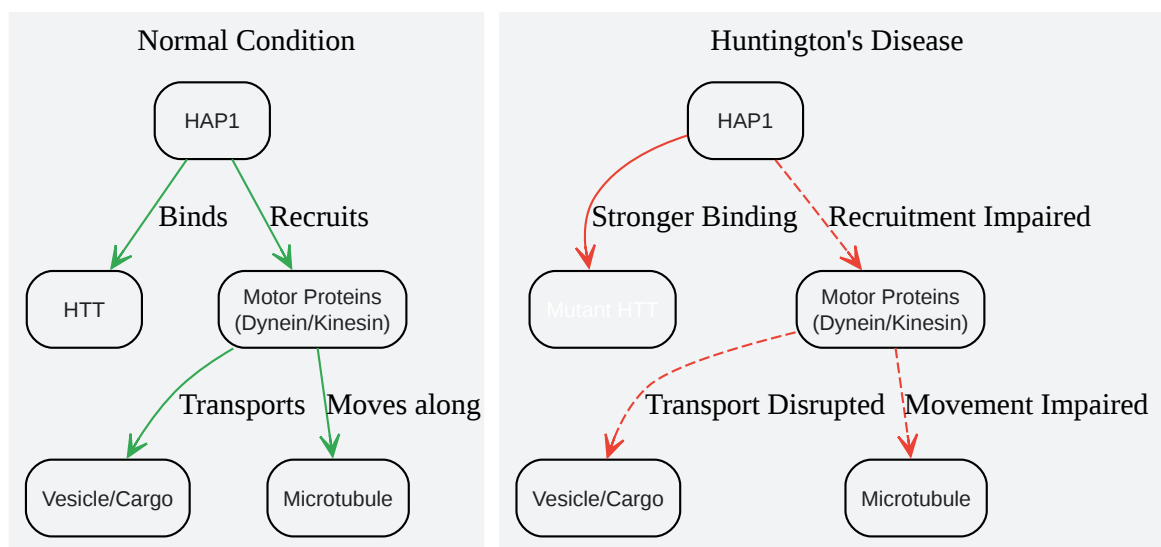 Normal Condition
HAP1
Binds
Recruits
HTT
Motor Proteins
(Dynein/Kinesin)
Transports
Moves along
Vesicle/Cargo
Microtubule
Huntington's Disease
HAP1
Stronger Binding
Recruitment Impaired
Mutant HTT
Motor Proteins
(Dynein/Kinesin)
Transport Disrupted
Movement Impaired
Vesicle/Cargo
Microtubule